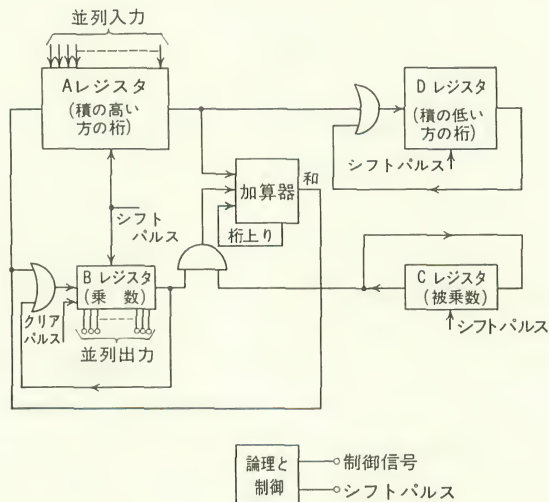 並列入力
Aレジスタ
(積の高い
方の桁)
D レジスタ
(積の低い
方の桁)
シフトパルス
加算器
和
桁上り
シフト
パルス
B レジスタ
(乗 数)
クリア
パルス
並列出力
C レジスタ
(被乗数)
シフトパルス
論理と
制御
制御信号
シフトパルス